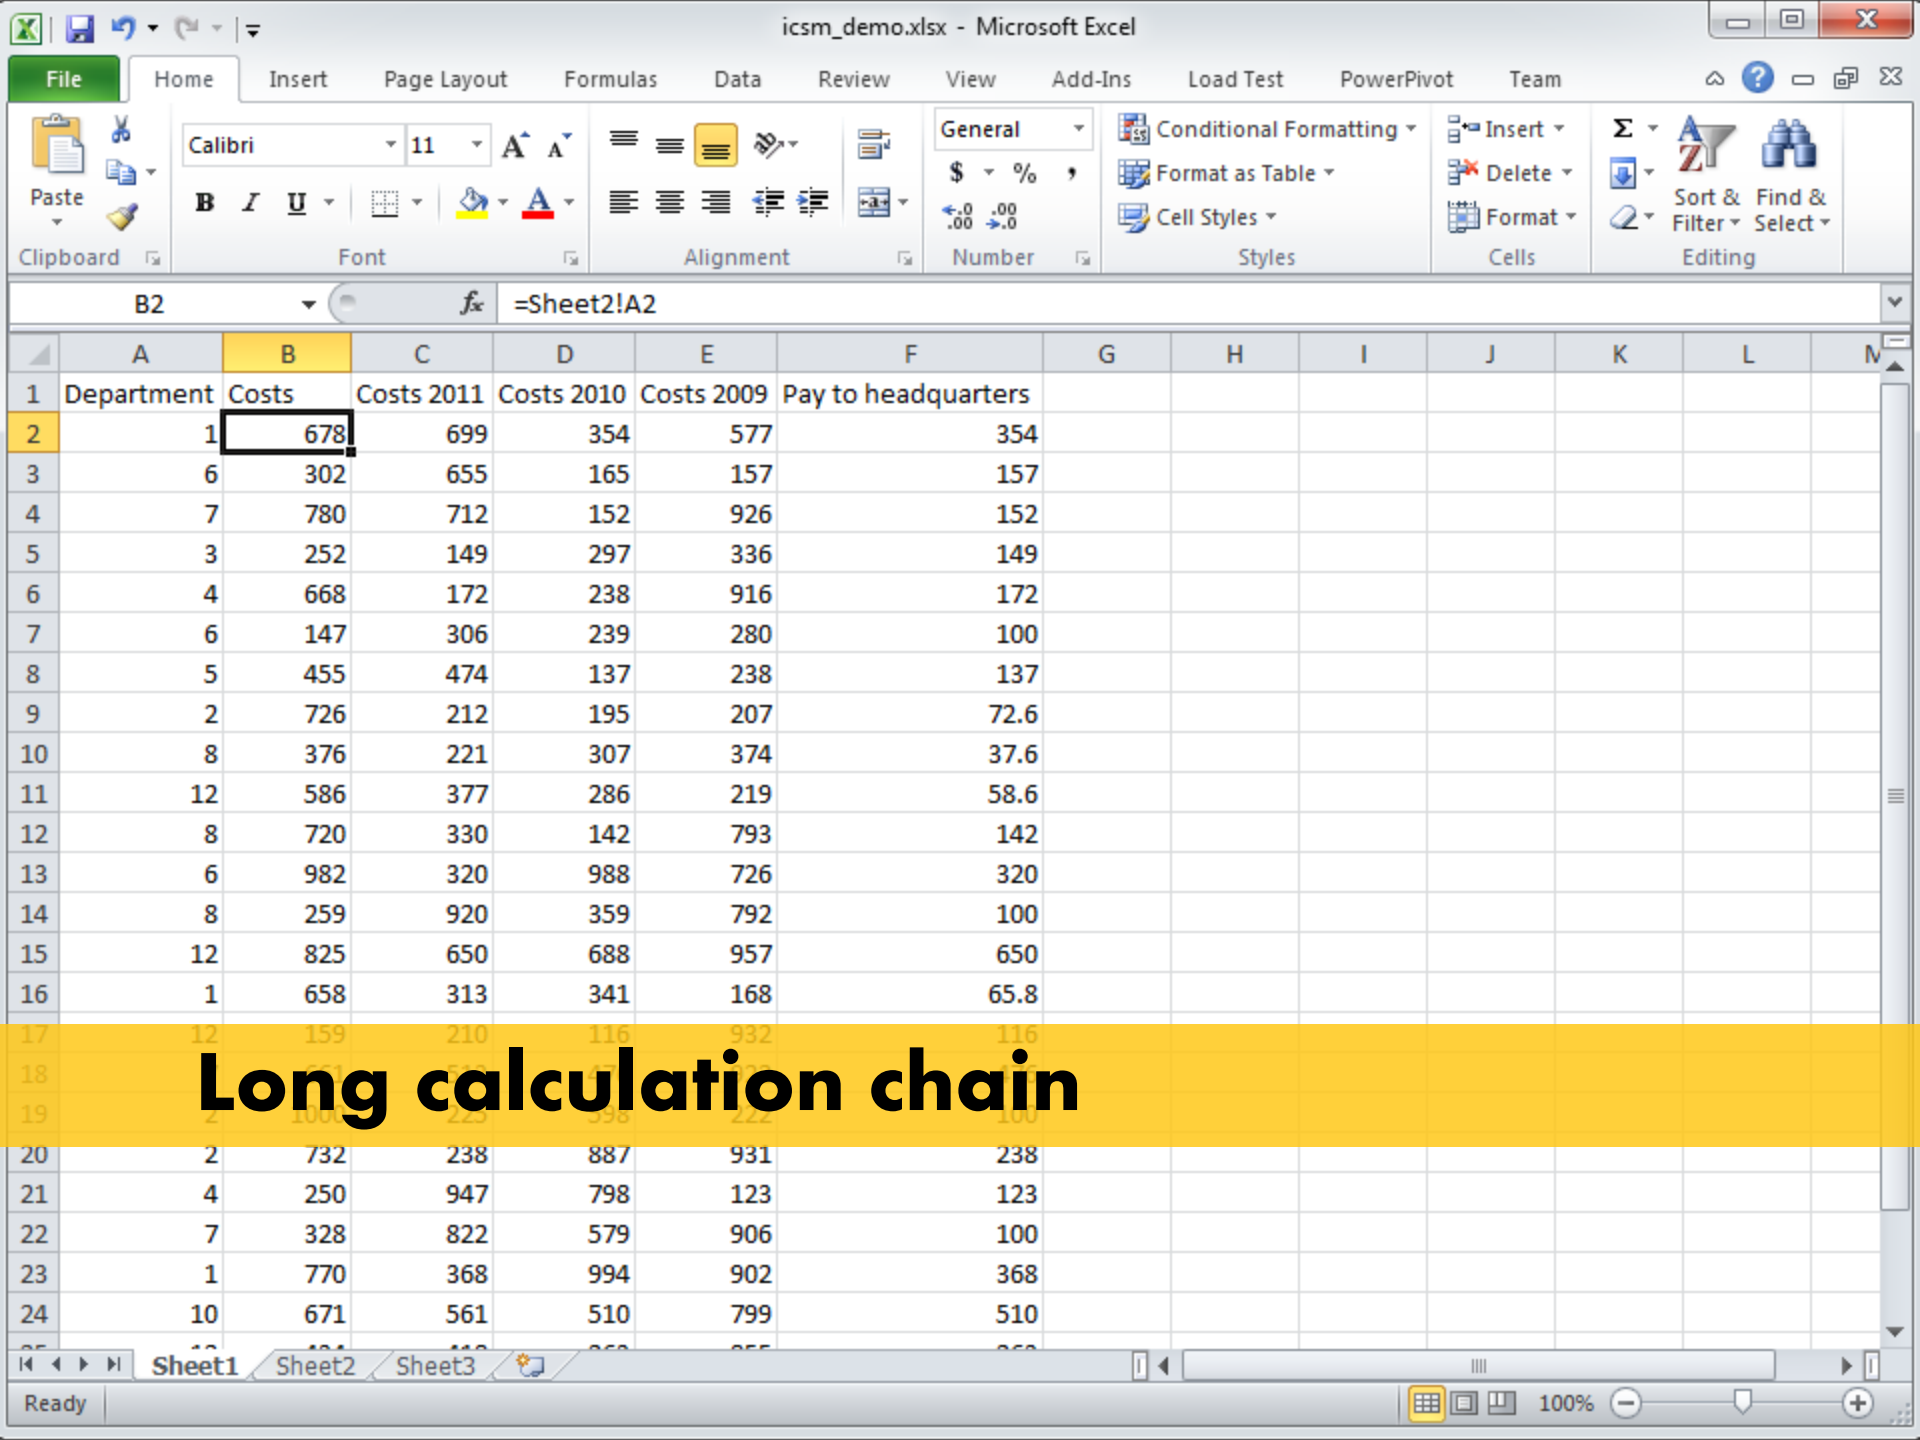 icsm_demo.xlsx - Microsoft Excel
File Home Insert Page Layout Formulas Data Review View Add-Ins Load Test PowerPivot Team
Calibri 11 General Conditional Formatting Insert Σ
Paste $ % , Format as Table Delete Sort & Filter Find & Select
B I U A Cell Styles Format
Clipboard Font Alignment Number Styles Cells Editing
B2 fx =Sheet2!A2
A B C D E F G H I J K L
1 Department Costs Costs 2011 Costs 2010 Costs 2009 Pay to headquarters
2 1 678 699 354 577 354
3 6 302 655 165 157 157
4 7 780 712 152 926 152
5 3 252 149 297 336 149
6 4 668 172 238 916 172
7 6 147 306 239 280 100
8 5 455 474 137 238 137
9 2 726 212 195 207 72.6
10 8 376 221 307 374 37.6
11 12 586 377 286 219 58.6
12 8 720 330 142 793 142
13 6 982 320 988 726 320
14 8 259 920 359 792 100
15 12 825 650 688 957 650
16 1 658 313 341 168 65.8
17 12 159 210 116 932 116
18
Long calculation chain
19
20 2 732 238 887 931 238
21 4 250 947 798 123 123
22 7 328 822 579 906 100
23 1 770 368 994 902 368
24 10 671 561 510 799 510
Sheet1 Sheet2 Sheet3
Ready 100%